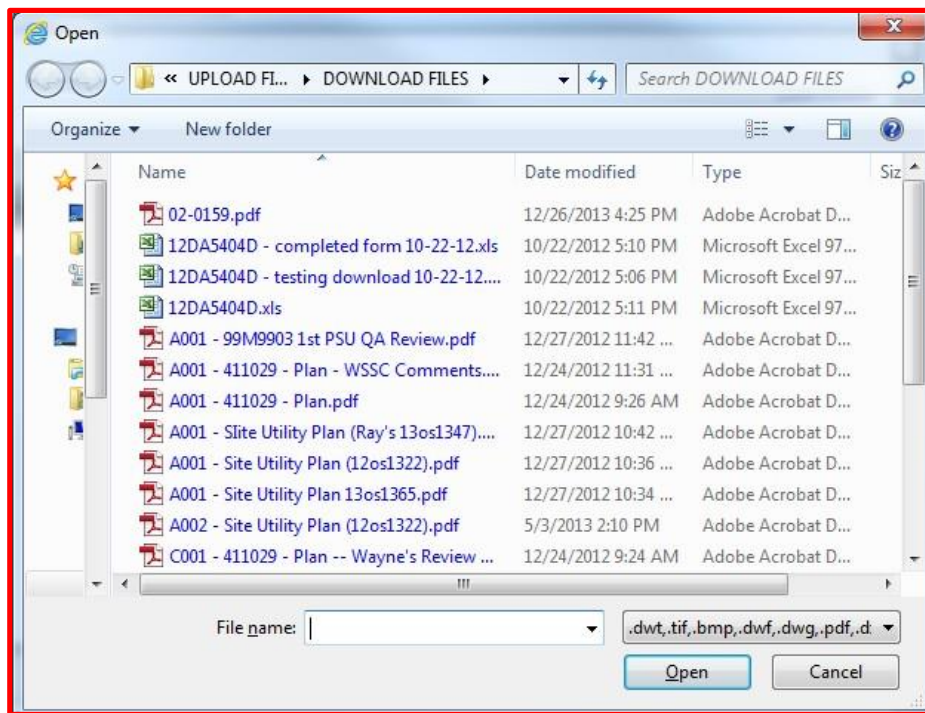 Open
« UPLOAD FI... ▸ DOWNLOAD FILES ▸ Search DOWNLOAD FILES
Organize ▾ New folder
Name Date modified Type Siz
02-0159.pdf 12/26/2013 4:25 PM Adobe Acrobat D...
12DA5404D - completed form 10-22-12.xls 10/22/2012 5:10 PM Microsoft Excel 97...
12DA5404D - testing download 10-22-12.... 10/22/2012 5:06 PM Microsoft Excel 97...
12DA5404D.xls 10/22/2012 5:11 PM Microsoft Excel 97...
A001 - 99M9903 1st PSU QA Review.pdf 12/27/2012 11:42 ... Adobe Acrobat D...
A001 - 411029 - Plan - WSSC Comments.... 12/24/2012 11:31 ... Adobe Acrobat D...
A001 - 411029 - Plan.pdf 12/24/2012 9:26 AM Adobe Acrobat D...
A001 - SIite Utility Plan (Ray's 13os1347).... 12/27/2012 10:42 ... Adobe Acrobat D...
A001 - Site Utility Plan (12os1322).pdf 12/27/2012 10:36 ... Adobe Acrobat D...
A001 - Site Utility Plan 13os1365.pdf 12/27/2012 10:34 ... Adobe Acrobat D...
A002 - Site Utility Plan (12os1322).pdf 5/3/2013 2:10 PM Adobe Acrobat D...
C001 - 411029 - Plan -- Wayne's Review ... 12/24/2012 9:24 AM Adobe Acrobat D...
File name: .dwt,.tif,.bmp,.dwf,.dwg,.pdf,.d
Open Cancel